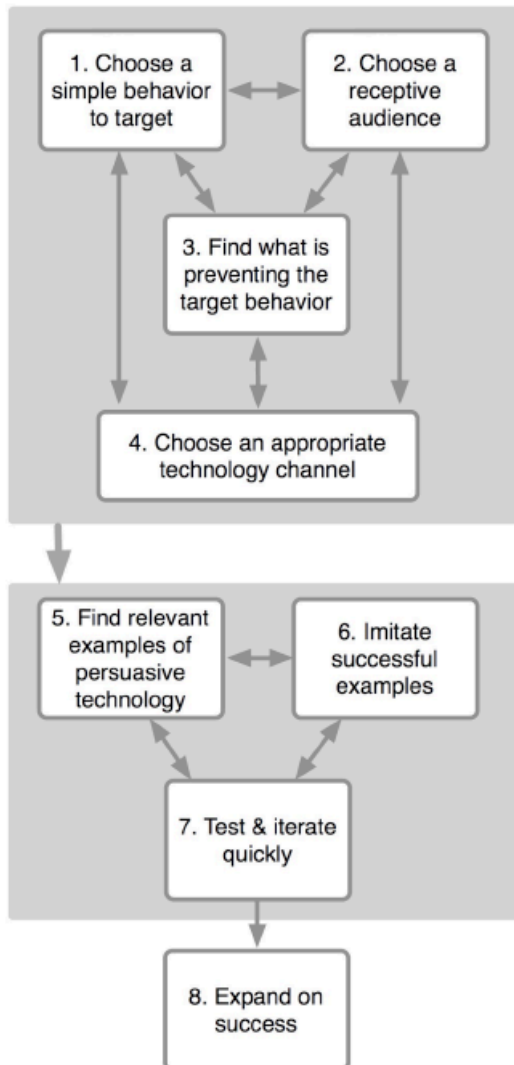 1. Choose a
simple behavior
to target
2. Choose a
receptive
audience
3. Find what is
preventing the
target behavior
4. Choose an appropriate
technology channel
5. Find relevant
examples of
persuasive
technology
6. Imitate
successful
examples
7. Test & iterate
quickly
8. Expand on
success